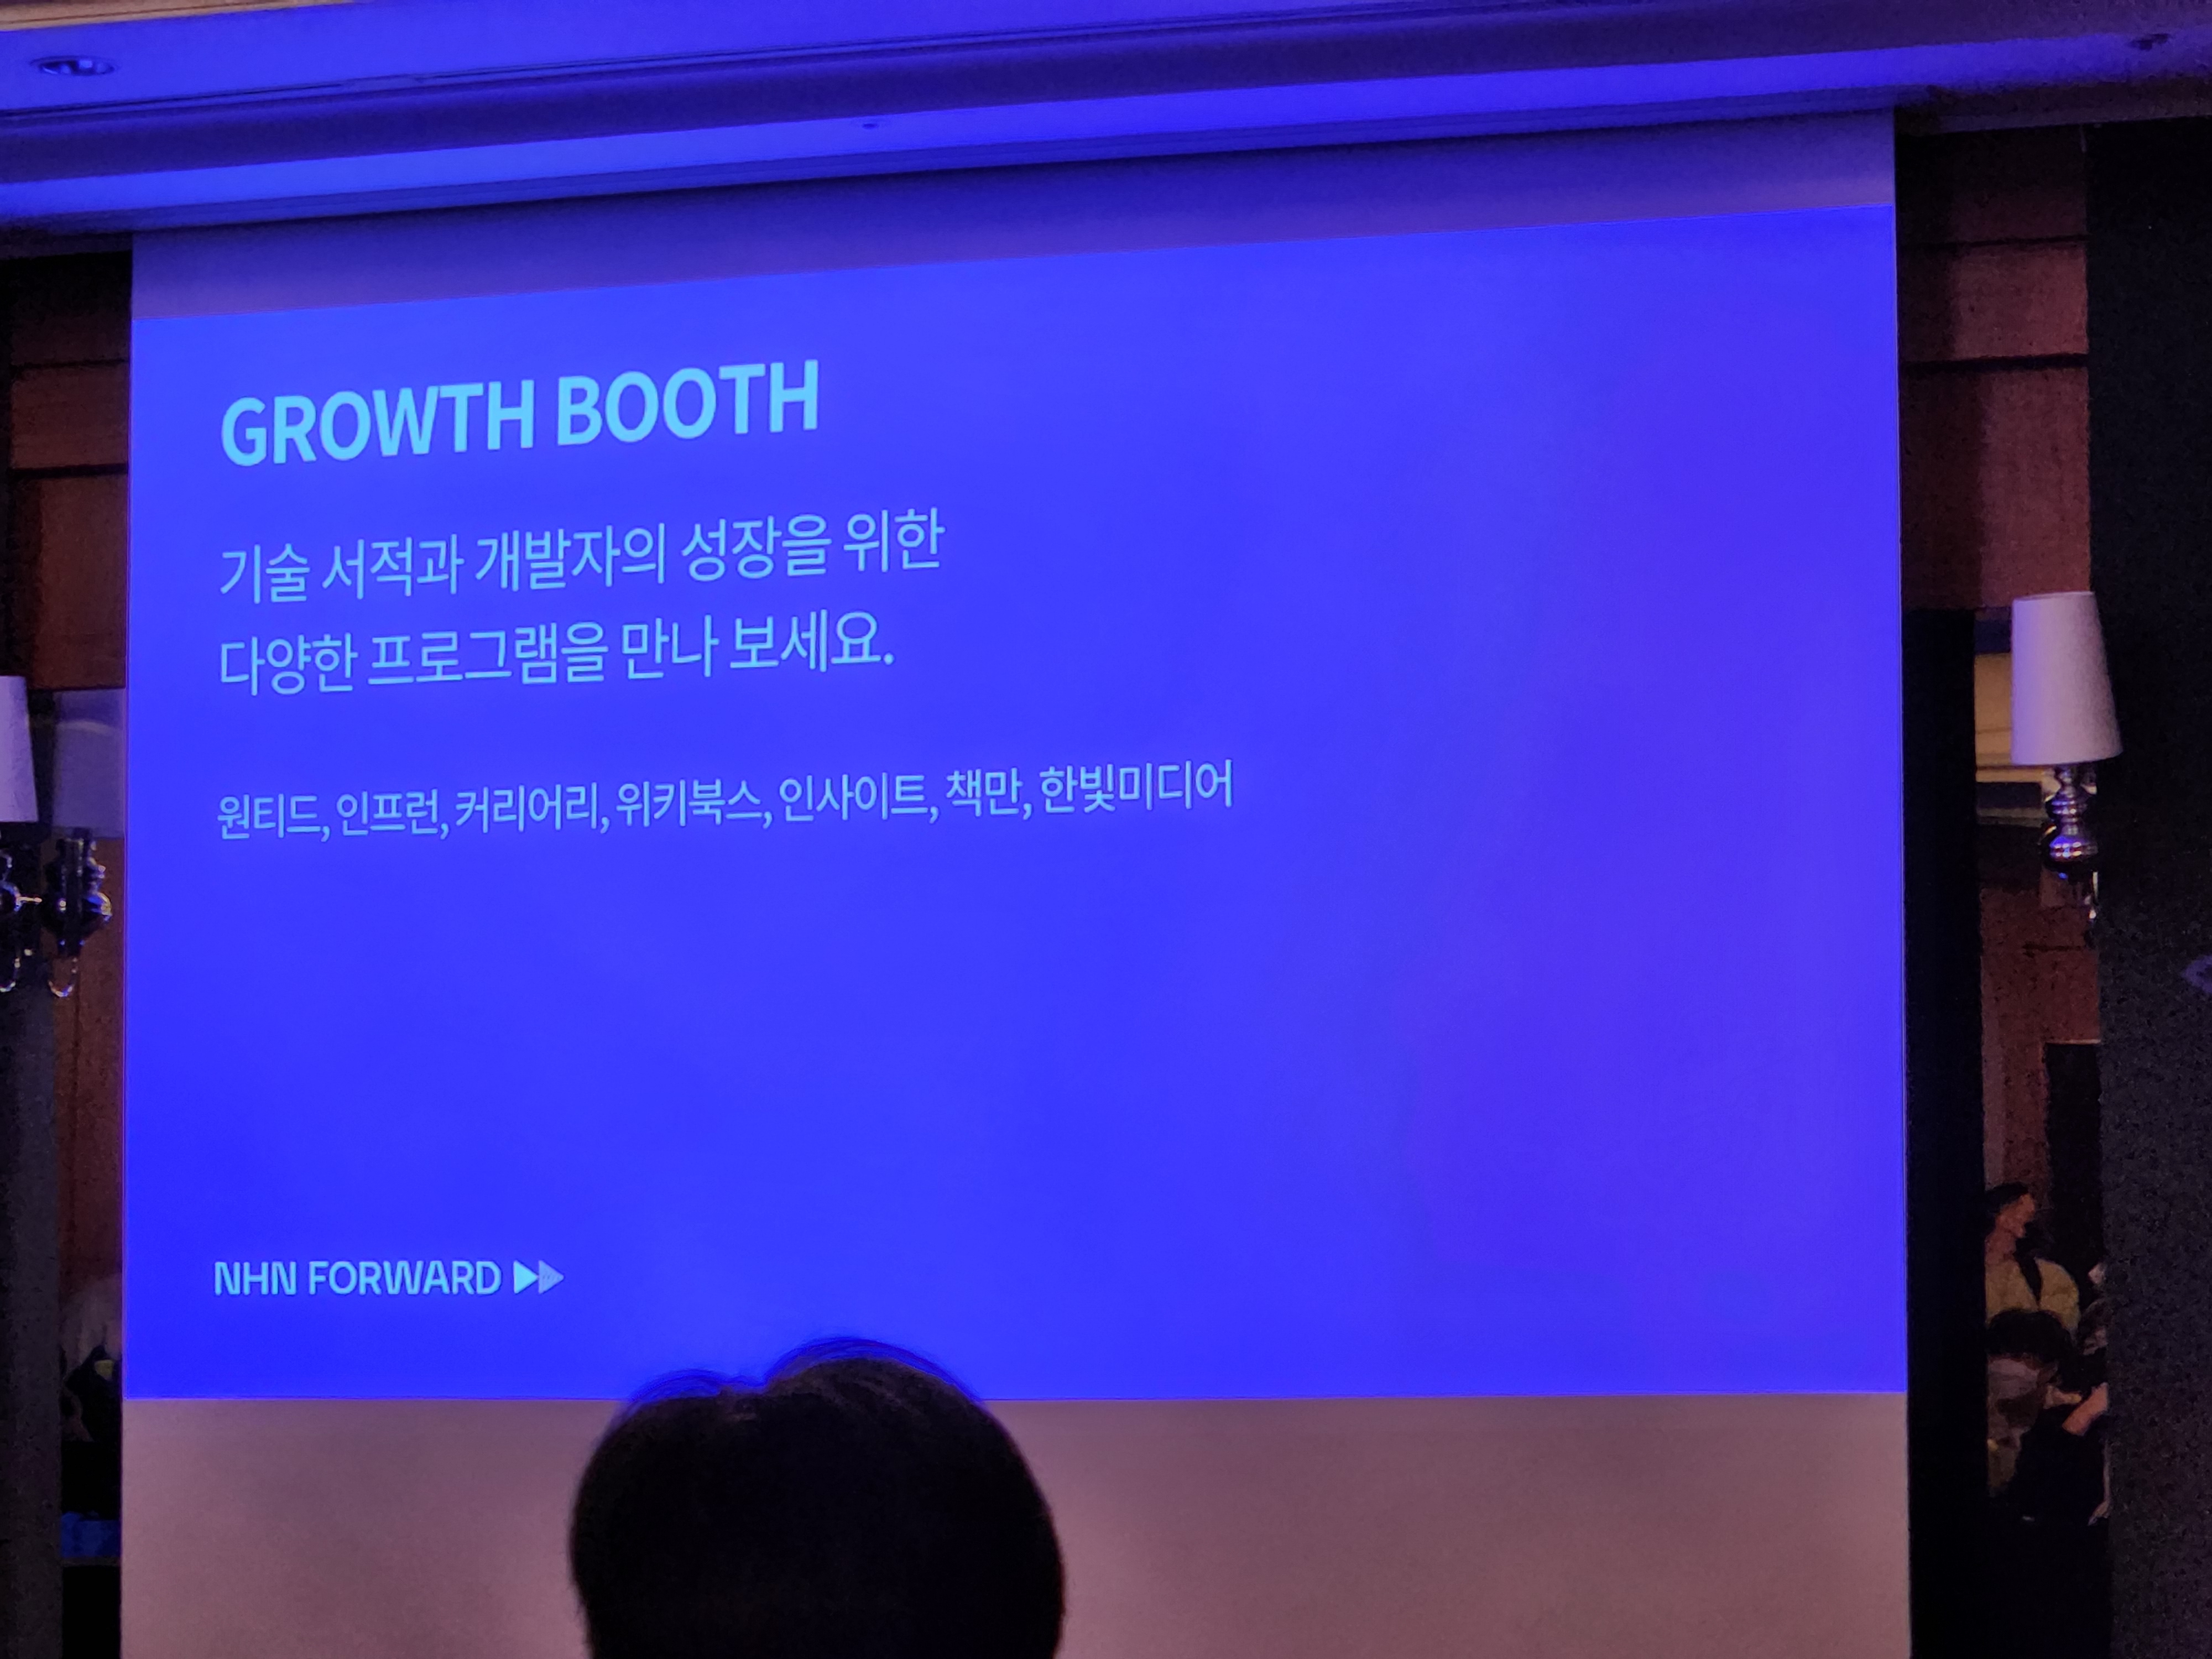 GROWTH BOOTH
기술 서적과 개발자의 성장을 위한
다양한 프로그램을 만나 보세요.
원티드, 인프런, 커리어리, 위키북스, 인사이트, 책만, 한빛미디어
NHN FORWARD